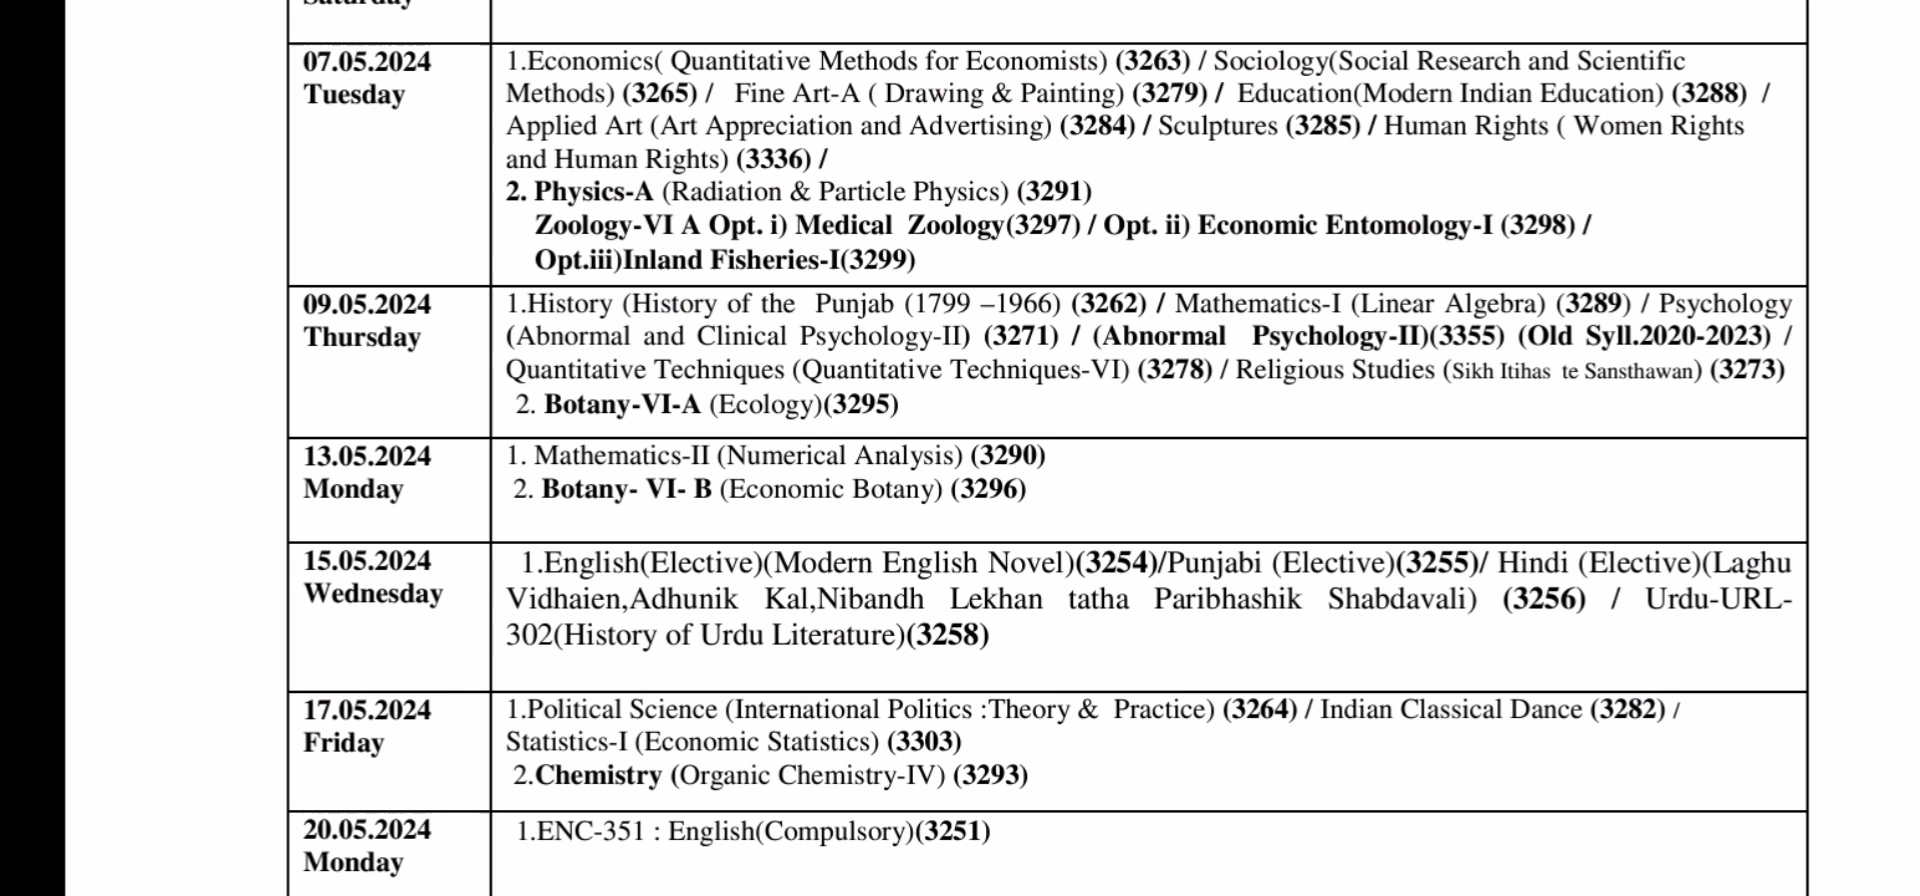 Saturday
07.05.2024
Tuesday
1.Economics( Quantitative Methods for Economists) (3263) / Sociology(Social Research and Scientific
Methods) (3265) / Fine Art-A ( Drawing & Painting) (3279) / Education(Modern Indian Education) (3288) /
Applied Art (Art Appreciation and Advertising) (3284) / Sculptures (3285) / Human Rights ( Women Rights
and Human Rights) (3336) /
2. Physics-A (Radiation & Particle Physics) (3291)
Zoology-VI A Opt. i) Medical Zoology(3297) / Opt. ii) Economic Entomology-I (3298) /
Opt.iii)Inland Fisheries-I(3299)
09.05.2024
Thursday
1.History (History of the Punjab (1799 –1966) (3262) / Mathematics-I (Linear Algebra) (3289) / Psychology
(Abnormal and Clinical Psychology-II) (3271) / (Abnormal Psychology-II)(3355) (Old Syll.2020-2023) /
Quantitative Techniques (Quantitative Techniques-VI) (3278) / Religious Studies (Sikh Itihas te Sansthawan) (3273)
2. Botany-VI-A (Ecology)(3295)
13.05.2024
Monday
1. Mathematics-II (Numerical Analysis) (3290)
2. Botany- VI- B (Economic Botany) (3296)
15.05.2024
Wednesday
1.English(Elective)(Modern English Novel)(3254)/Punjabi (Elective)(3255)/ Hindi (Elective)(Laghu
Vidhaien,Adhunik Kal,Nibandh Lekhan tatha Paribhashik Shabdavali) (3256) / Urdu-URL-
302(History of Urdu Literature)(3258)
17.05.2024
Friday
1.Political Science (International Politics :Theory & Practice) (3264) / Indian Classical Dance (3282) /
Statistics-I (Economic Statistics) (3303)
2.Chemistry (Organic Chemistry-IV) (3293)
20.05.2024
Monday
1.ENC-351 : English(Compulsory)(3251)